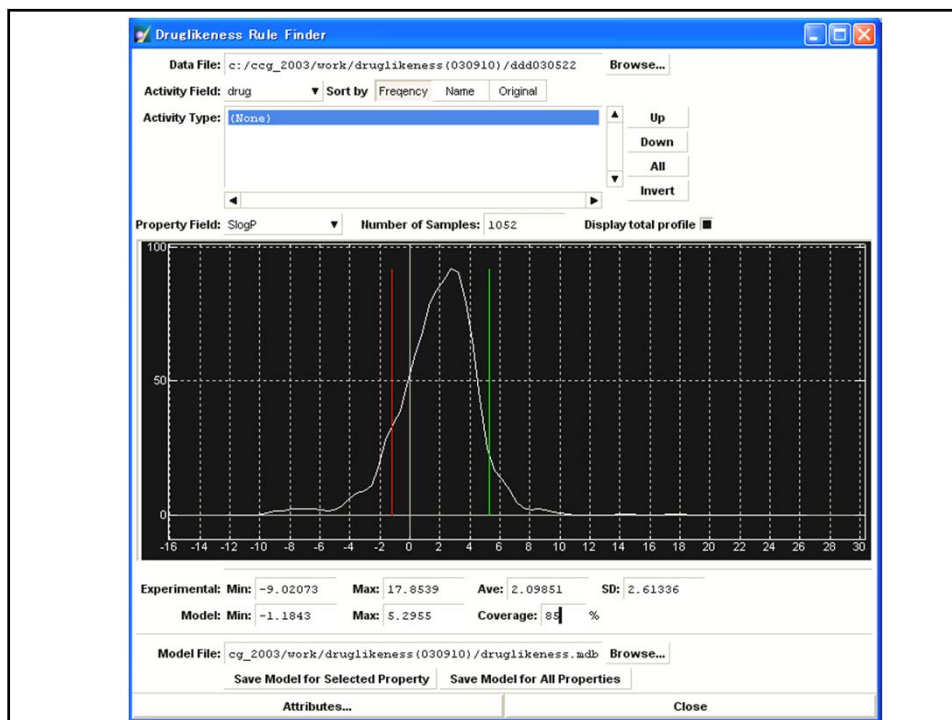 Druglikeness Rule Finder
Data File: c:/ccg_2003/work/druglikeness(030910)/ddd030522 Browse...
Activity Field: drug Sort by Freqency Name Original
Activity Type: (None)
Up
Down
All
Invert
Property Field: SlogP Number of Samples: 1052 Display total profile
100
50
0
-16 -14 -12 -10 -8 -6 -4 -2 0 2 4 6 8 10 12 14 16 18 20 22 24 26 28 30
Experimental: Min: -9.02073 Max: 17.8539 Ave: 2.09851 SD: 2.61336
Model: Min: -1.1843 Max: 5.2955 Coverage: 85 %
Model File: cg_2003/work/druglikeness(030910)/druglikeness.mdb Browse...
Save Model for Selected Property Save Model for All Properties
Attributes... Close